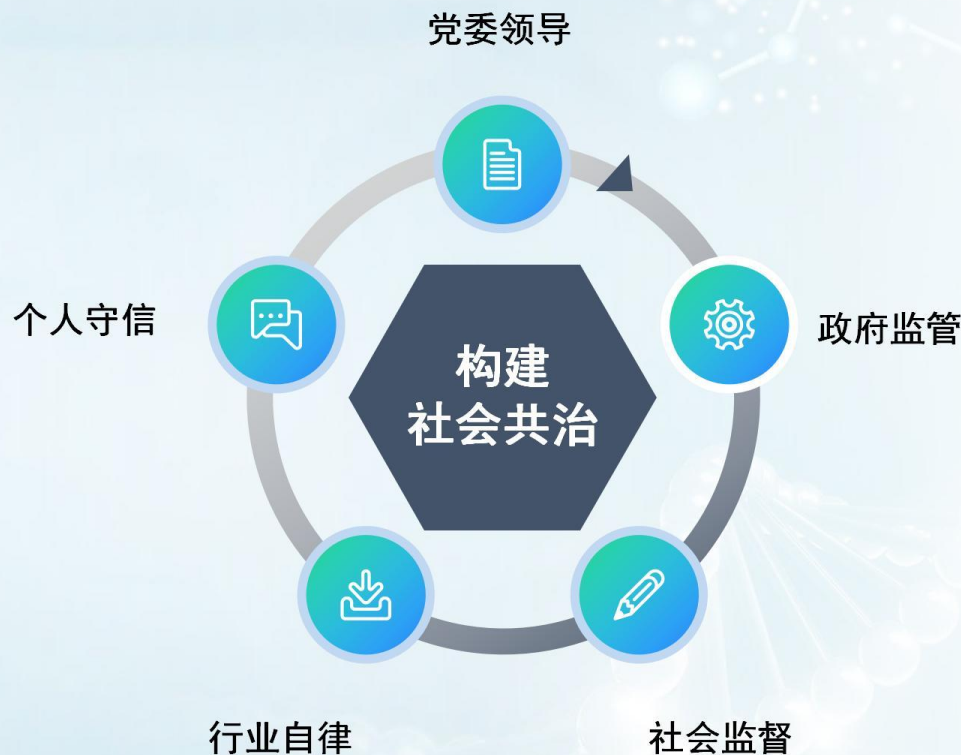 党委领导
个人守信
政府监管
构建
社会共治
行业自律
社会监督